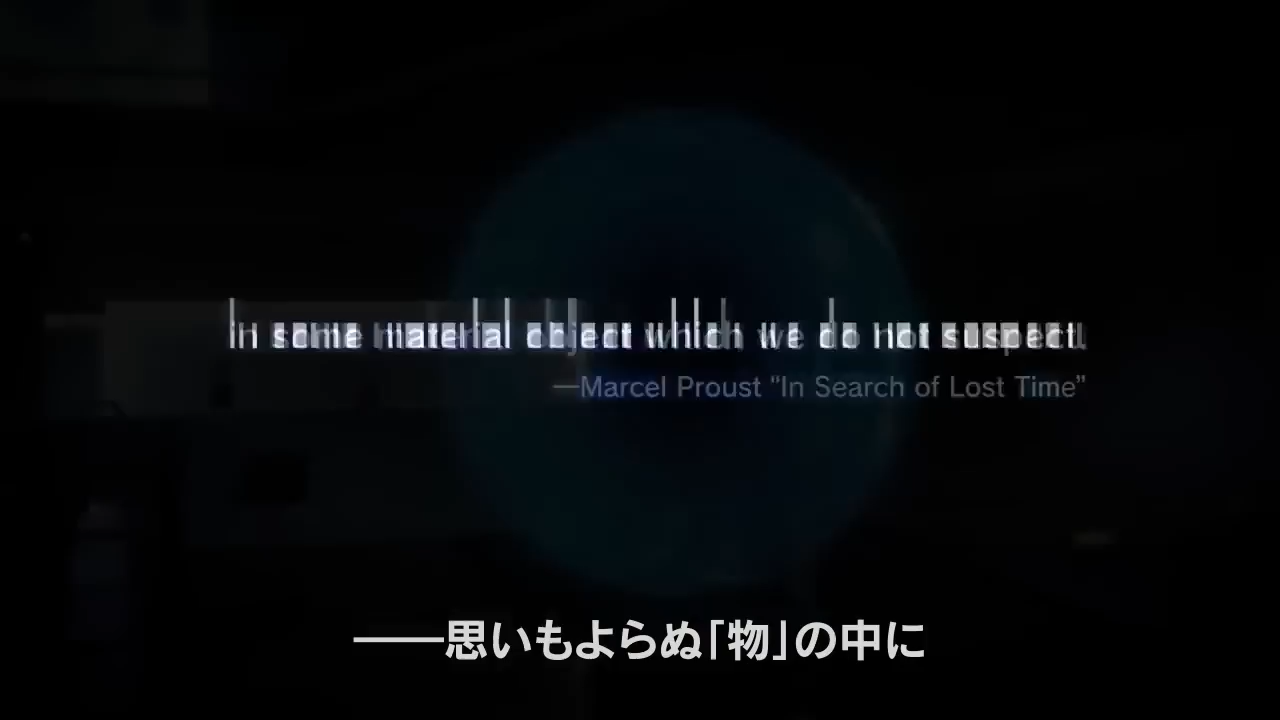 in some material object which we do not suspect.
—Marcel Proust “In Search of Lost Time”
――思いもよらぬ「物」の中に